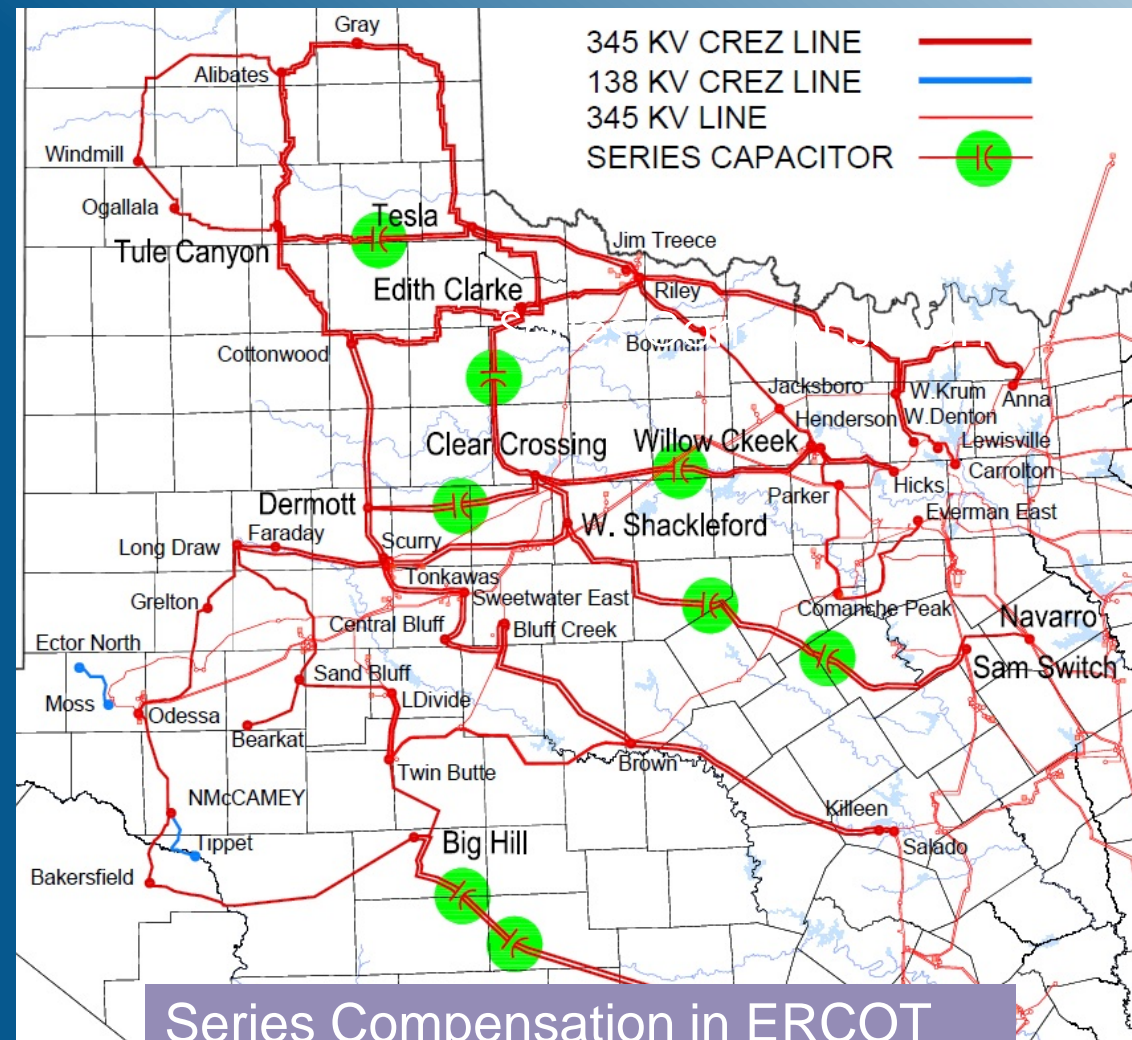 345 KV CREZ LINE
138 KV CREZ LINE
345 KV LINE
SERIES CAPACITOR
Gray
Alibates
Windmill
Ogallala
Tesla
Tule Canyon
Jim Treece
Edith Clarke
Riley
Bowman
Cottonwood
Jacksboro
W.Krum
Anna
Henderson
W.Denton
Clear Crossing
Willow Ckeek
Lewisville
Carrolton
Hicks
Parker
Dermott
Everman East
Faraday
W. Shackleford
Long Draw
Scurry
Tonkawas
Grelton
Sweetwater East
Comanche Peak
Central Bluff
Bluff Creek
Navarro
Ector North
Sand Bluff
Sam Switch
Moss
LDivide
Odessa
Bearkat
Brown
Twin Butte
NMcCAMEY
Killeen
Tippet
Big Hill
Salado
Bakersfield
Series Compensation in ERCOT